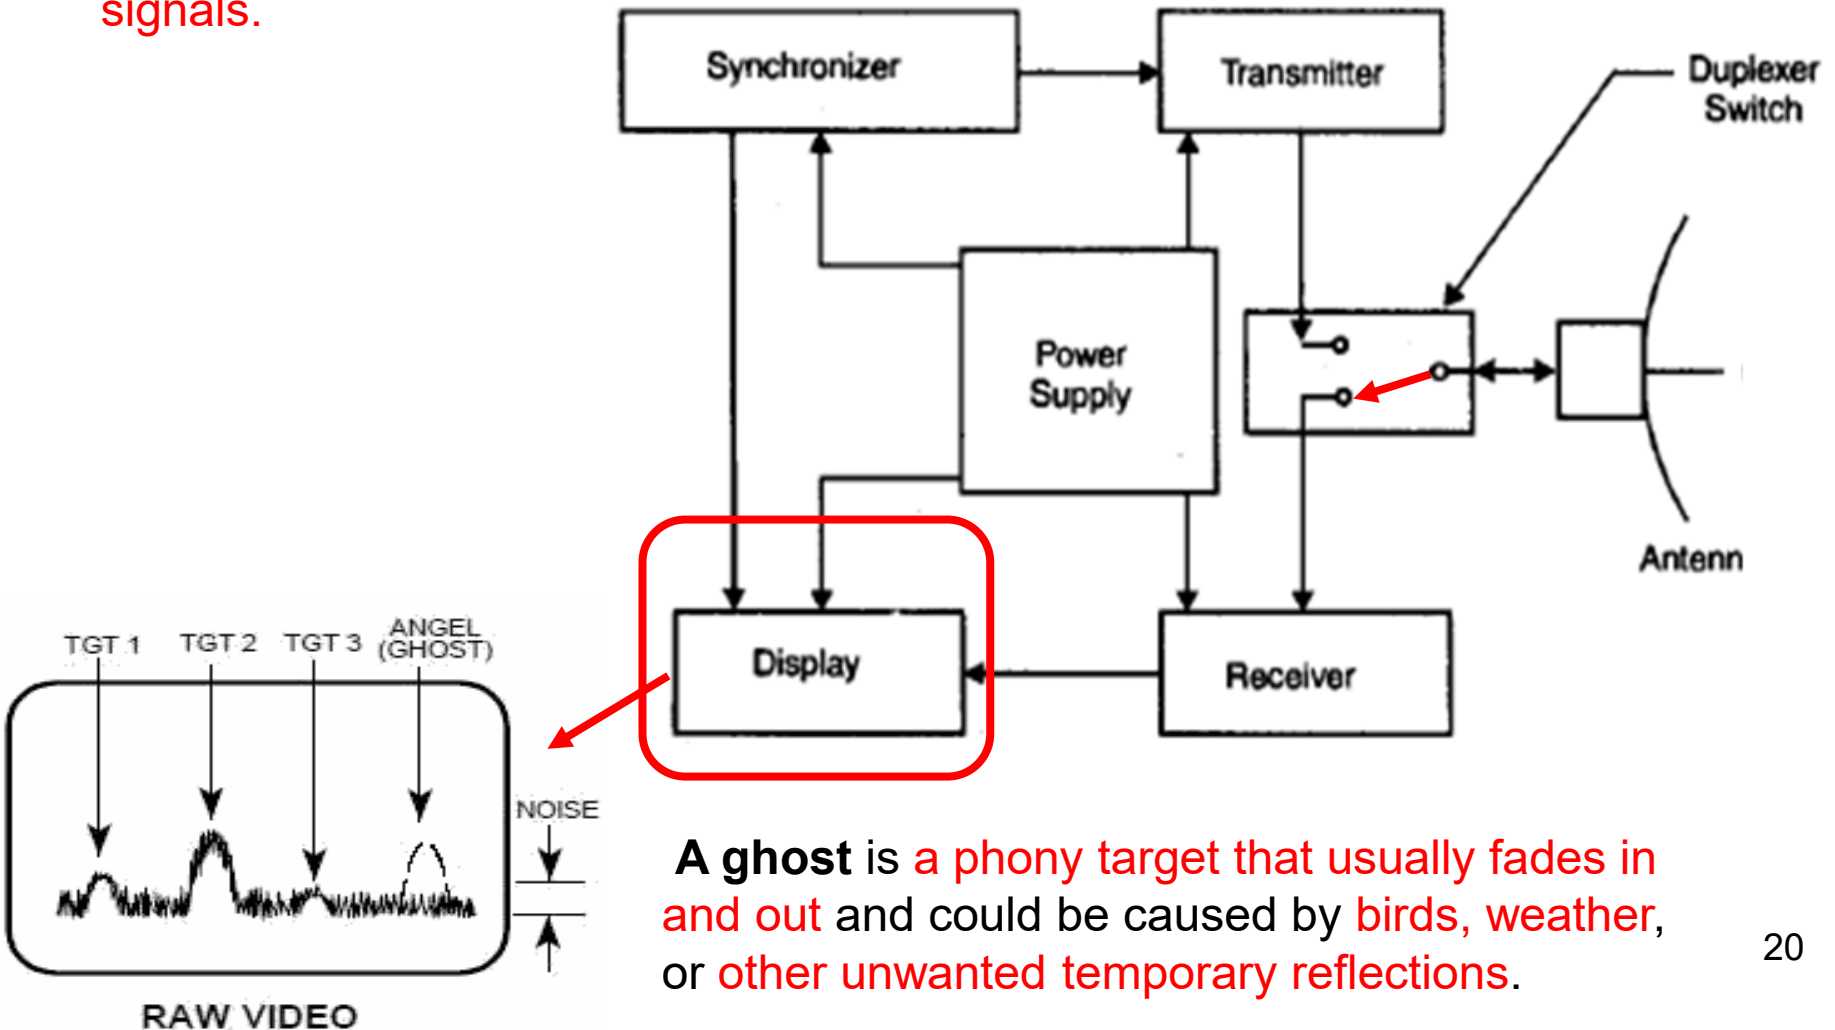 signals.
Synchronizer
Transmitter
Duplexer
Switch
Power
Supply
Antenn
Display
Receiver
TGT 1
TGT 2
TGT 3
ANGEL
(GHOST)
NOISE
RAW VIDEO
A ghost is a phony target that usually fades in
and out and could be caused by birds, weather,
or other unwanted temporary reflections.
20